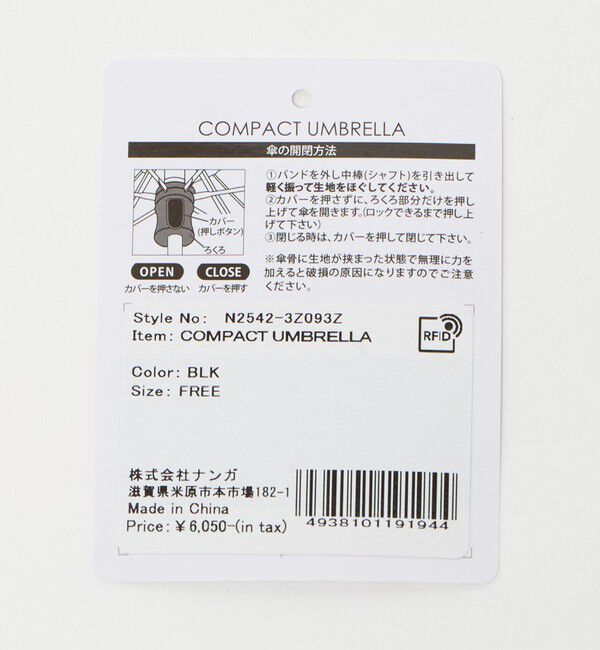 COMPACT UMBRELLA
傘の開閉方法
カバー
(押しボタン)
ろくろ
OPEN
CLOSE
カバーを押さない
カバーを押す
①バンドを外し中棒(シャフト)を引き出して
軽く振って生地をほぐしてください。
②カバーを押さずに、ろくろ部分だけを押し
上げて傘を開きます。(ロックできるまで押し上
げて下さい)
③閉じる時は、カバーを押して閉じて下さい。
※傘骨に生地が挟まった状態で無理に力を
加えると破損の原因になりますのでご注意
ください。
Style No: N2542-3Z093Z
Item: COMPACT UMBRELLA
RFID
Color: BLK
Size: FREE
株式会社ナンガ
滋賀県米原市本市場182-1
Made in China
Price: ¥6,050-(in tax)
4938101191944